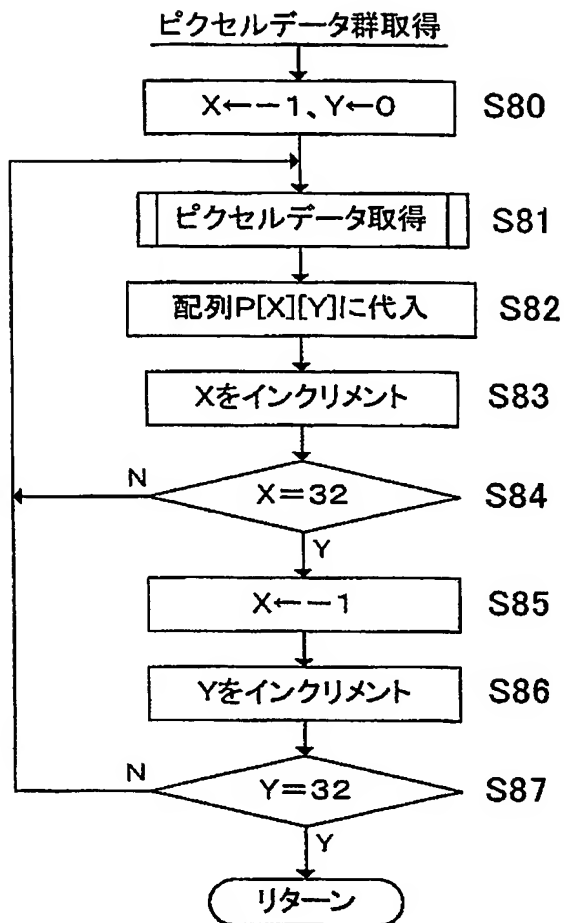 ピクセルデータ群取得
X←−1、Y←0 S80
ピクセルデータ取得 S81
配列P[X][Y]に代入 S82
Xをインクリメント S83
N
X=32 S84
Y
X←−1 S85
Yをインクリメント S86
N
Y=32 S87
Y
リターン